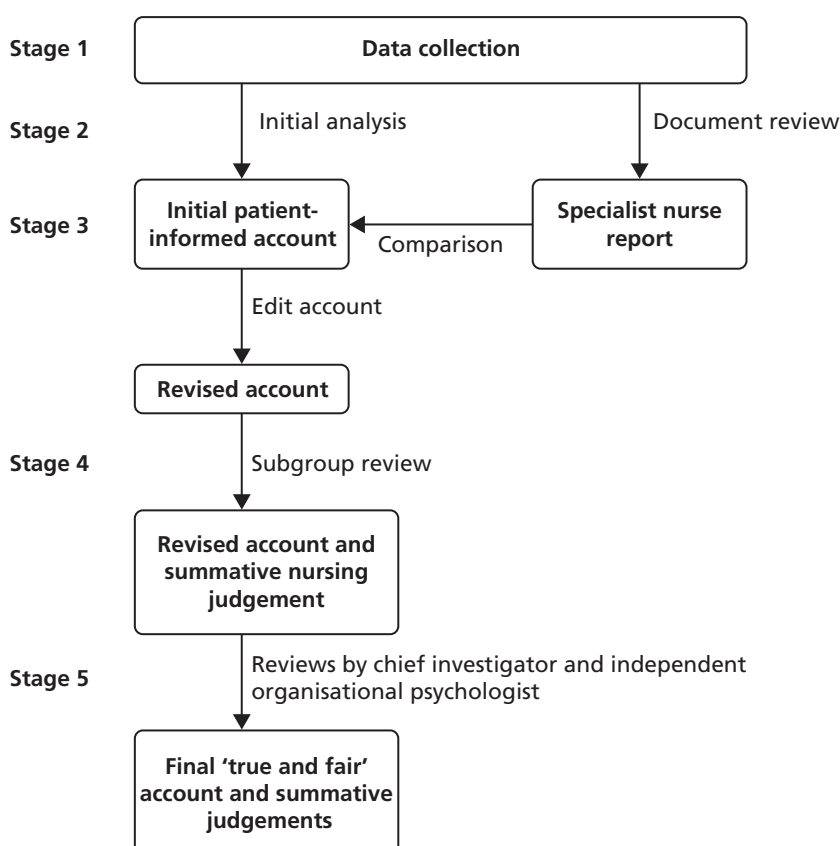 Stage 1
Data collection
Stage 2
Initial analysis
Document review
Stage 3
Initial patient-
informed account
Comparison
Specialist nurse
report
Edit account
Revised account
Stage 4
Subgroup review
Revised account and
summative nursing
judgement
Stage 5
Reviews by chief investigator and independent
organisational psychologist
Final ‘true and fair’
account and summative
judgements